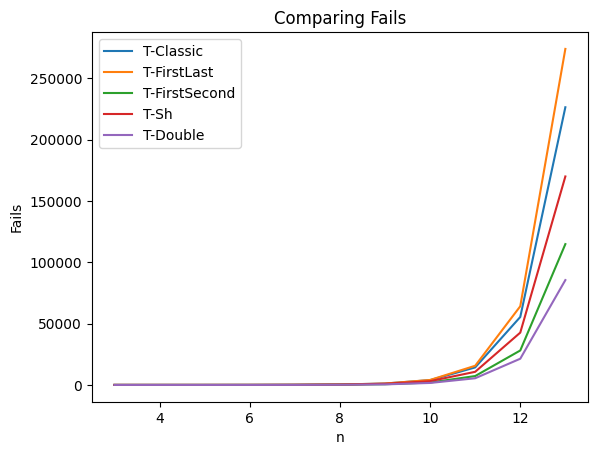 Comparing Fails
T-Classic
T-FirstLast
T-FirstSecond
T-Sh
T-Double
Fails
250000
200000
150000
100000
50000
0
4 6 8 10 12
n